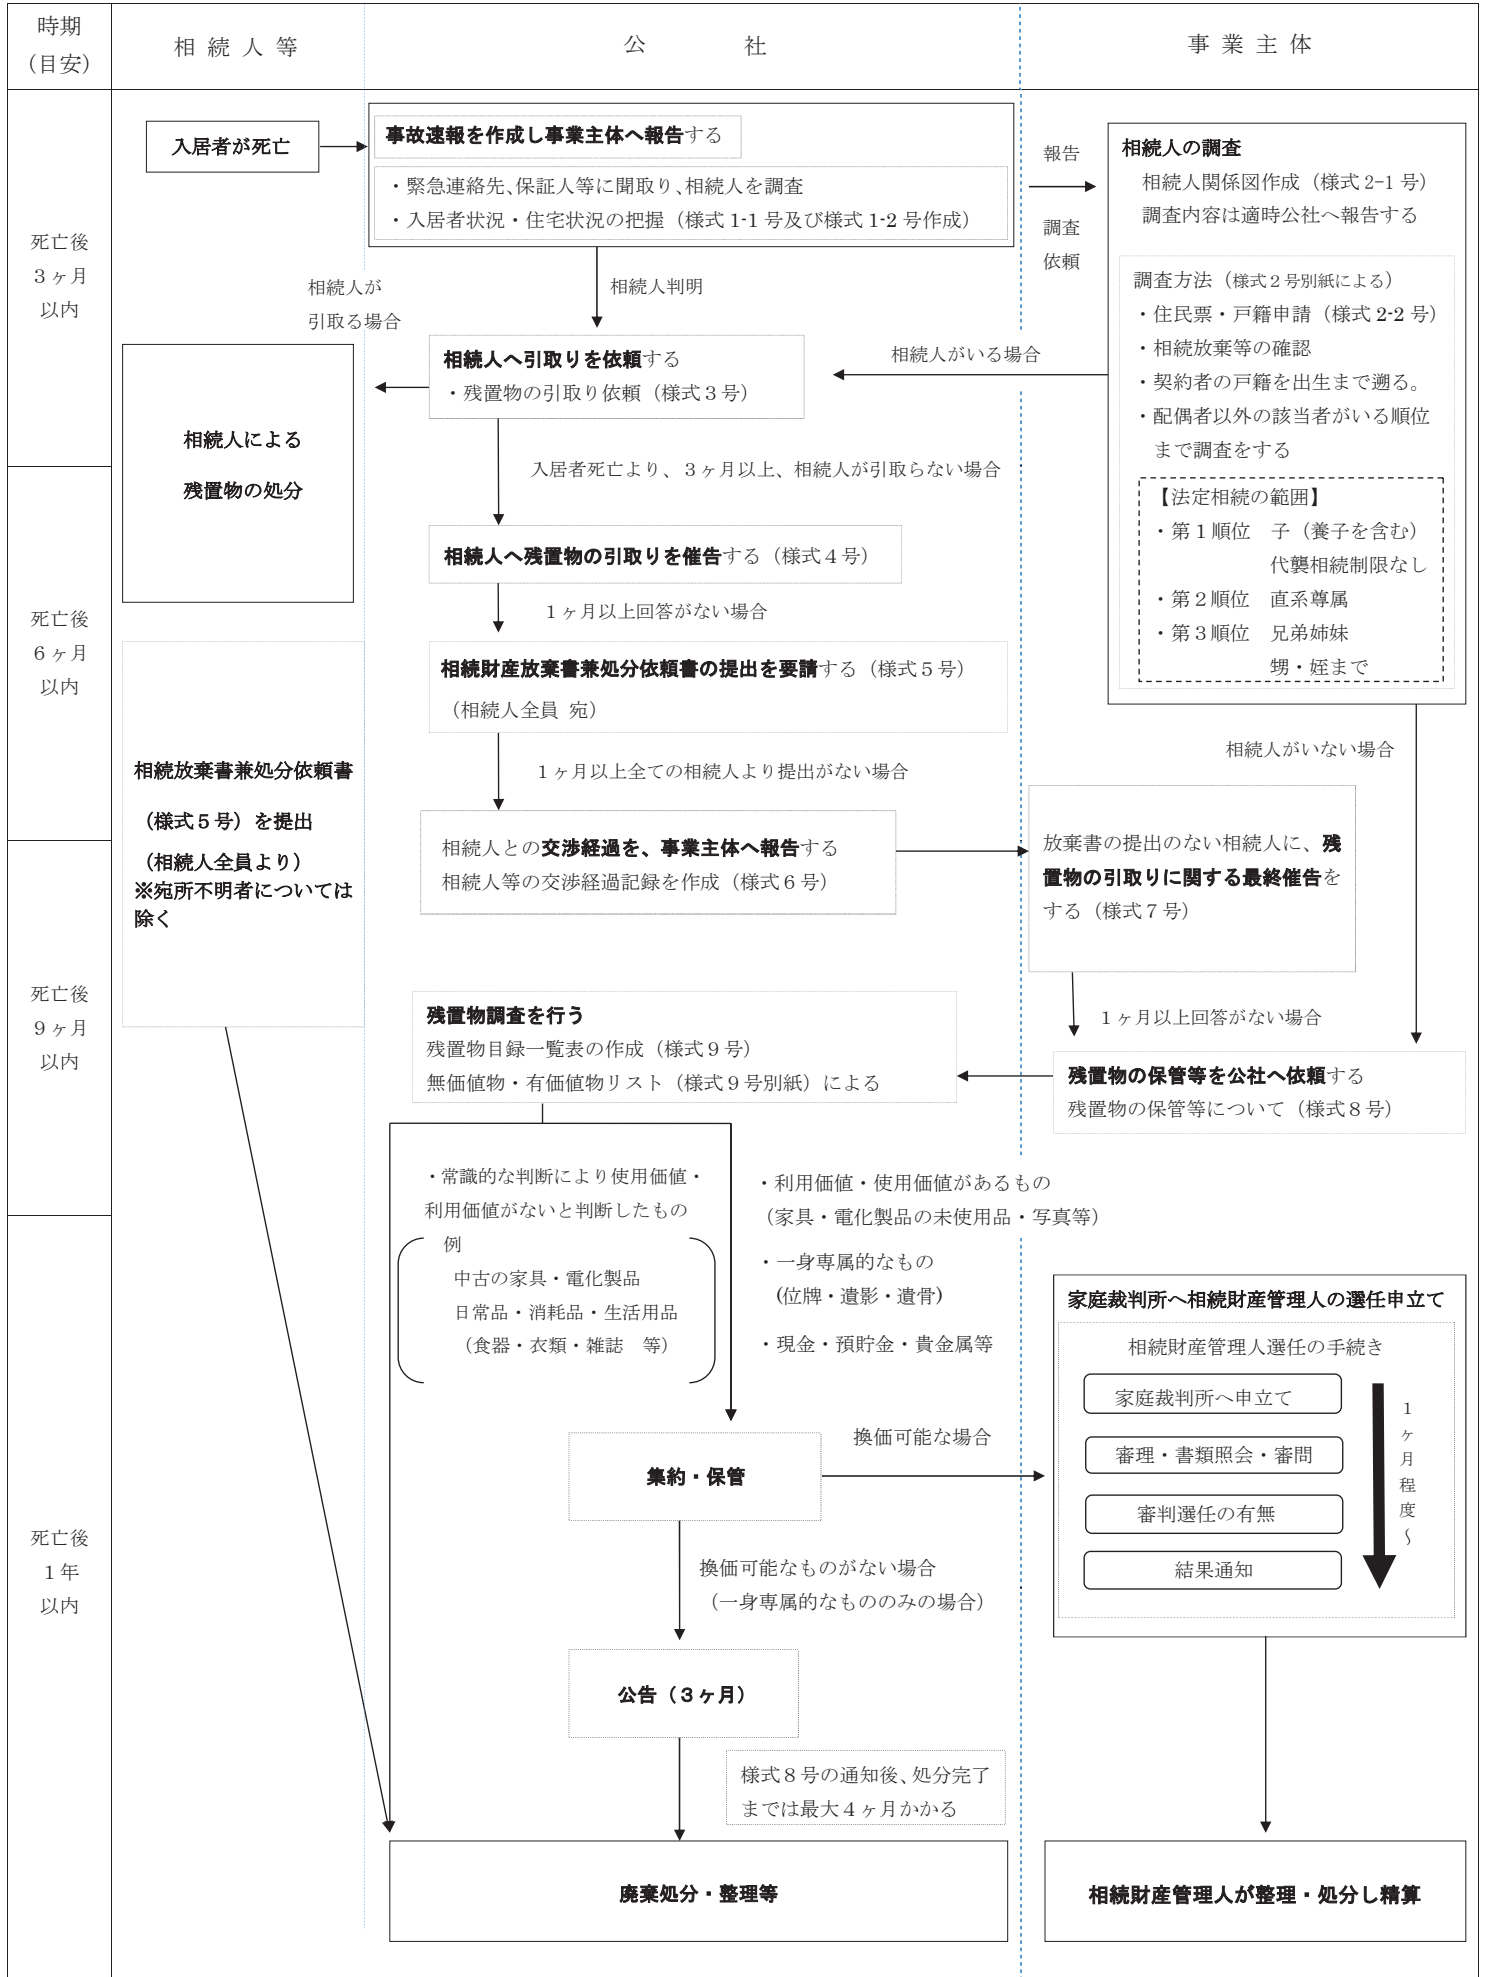 時期
（目安）
相 続 人 等
公　　　社
事 業 主 体
死亡後
３ヶ月
以内
入居者が死亡
事故速報を作成し事業主体へ報告する
・緊急連絡先、保証人等に聞取り、相続人を調査
・入居者状況・住宅状況の把握（様式 1-1 号及び様式 1-2 号作成）
報告
調査
依頼
相続人の調査
相続人関係図作成（様式 2-1 号）
調査内容は適時公社へ報告する
調査方法（様式２号別紙による）
・住民票・戸籍申請（様式 2-2 号）
・相続放棄等の確認
・契約者の戸籍を出生まで遡る。
・配偶者以外の該当者がいる順位
まで調査をする
【法定相続の範囲】
・第１順位　子（養子を含む）
代襲相続制限なし
・第２順位　直系尊属
・第３順位　兄弟姉妹
甥・姪まで
相続人が
引取る場合
相続人判明
相続人へ引取りを依頼する
・残置物の引取り依頼（様式３号）
相続人がいる場合
相続人による
残置物の処分
入居者死亡より、３ヶ月以上、相続人が引取らない場合
死亡後
６ヶ月
以内
相続人へ残置物の引取りを催告する（様式４号）
１ヶ月以上回答がない場合
相続財産放棄書兼処分依頼書の提出を要請する（様式５号）
（相続人全員 宛）
相続人がいない場合
相続放棄書兼処分依頼書
（様式５号）を提出
（相続人全員より）
※宛所不明者については
除く
１ヶ月以上全ての相続人より提出がない場合
相続人との交渉経過を、事業主体へ報告する
相続人等の交渉経過記録を作成（様式６号）
放棄書の提出のない相続人に、残
置物の引取りに関する最終催告を
する（様式７号）
死亡後
９ヶ月
以内
１ヶ月以上回答がない場合
残置物調査を行う
残置物目録一覧表の作成（様式９号）
無価値物・有価値物リスト（様式９号別紙）による
残置物の保管等を公社へ依頼する
残置物の保管等について（様式８号）
・常識的な判断により使用価値・
利用価値がないと判断したもの
例
中古の家具・電化製品
日常品・消耗品・生活用品
（食器・衣類・雑誌　等）
・利用価値・使用価値があるもの
（家具・電化製品の未使用品・写真等）
・一身専属的なもの
(位牌・遺影・遺骨)
・現金・預貯金・貴金属等
死亡後
１年
以内
家庭裁判所へ相続財産管理人の選任申立て
相続財産管理人選任の手続き
家庭裁判所へ申立て
審理・書類照会・審問
審判選任の有無
結果通知
１ヶ月程度～
集約・保管
換価可能な場合
換価可能なものがない場合
（一身専属的なもののみの場合）
公告（３ヶ月）
様式８号の通知後、処分完了
までは最大４ヶ月かかる
廃棄処分・整理等
相続財産管理人が整理・処分し精算